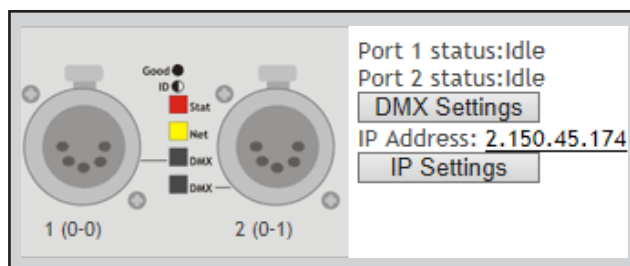 Good
ID
Stat
Net
DMX
DMX
1 (0-0)
2 (0-1)
Port 1 status:Idle
Port 2 status:Idle
DMX Settings
IP Address: 2.150.45.174
IP Settings